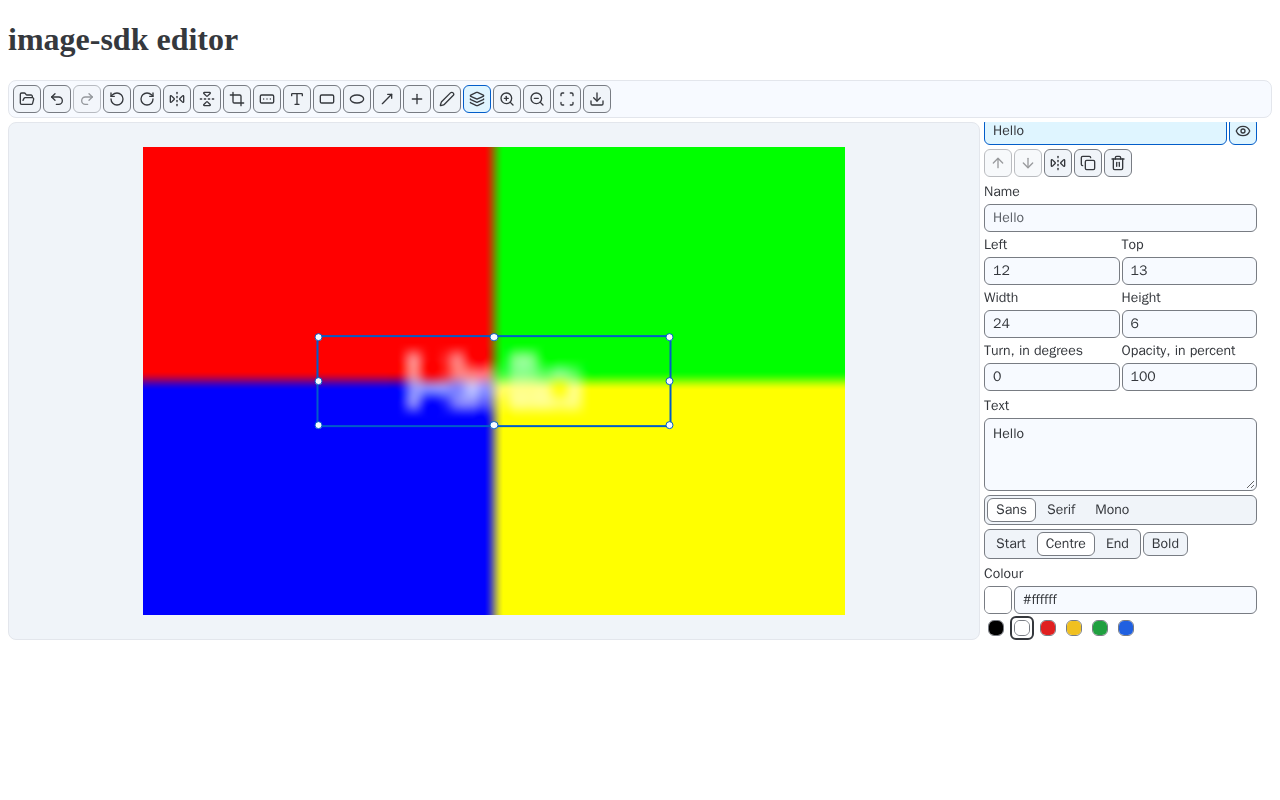 image-sdk editor
Hello
Name
Hello
Left Top
12 13
Width Height
24 6
Turn, in degrees Opacity, in percent
0 100
Hello
Text
Hello
Sans Serif Mono
Start Centre End Bold
Colour
#ffffff